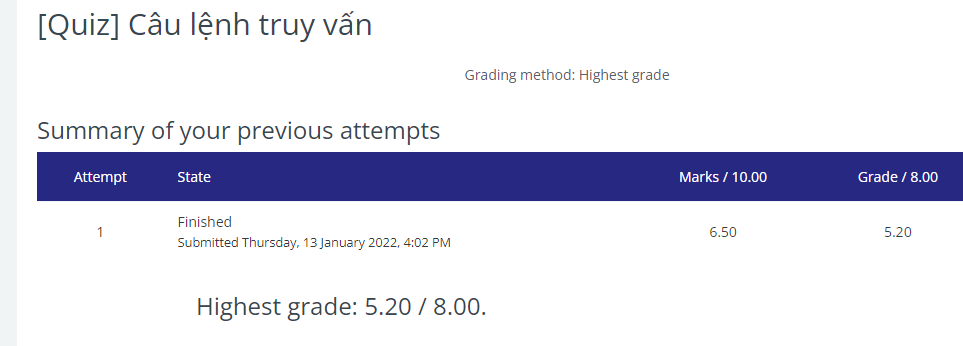 [Quiz] Câu lệnh truy vấn
Grading method: Highest grade
Summary of your previous attempts
Attempt State Marks / 10.00 Grade / 8.00
1 Finished 6.50 5.20
Submitted Thursday, 13 January 2022, 4:02 PM
Highest grade: 5.20 / 8.00.